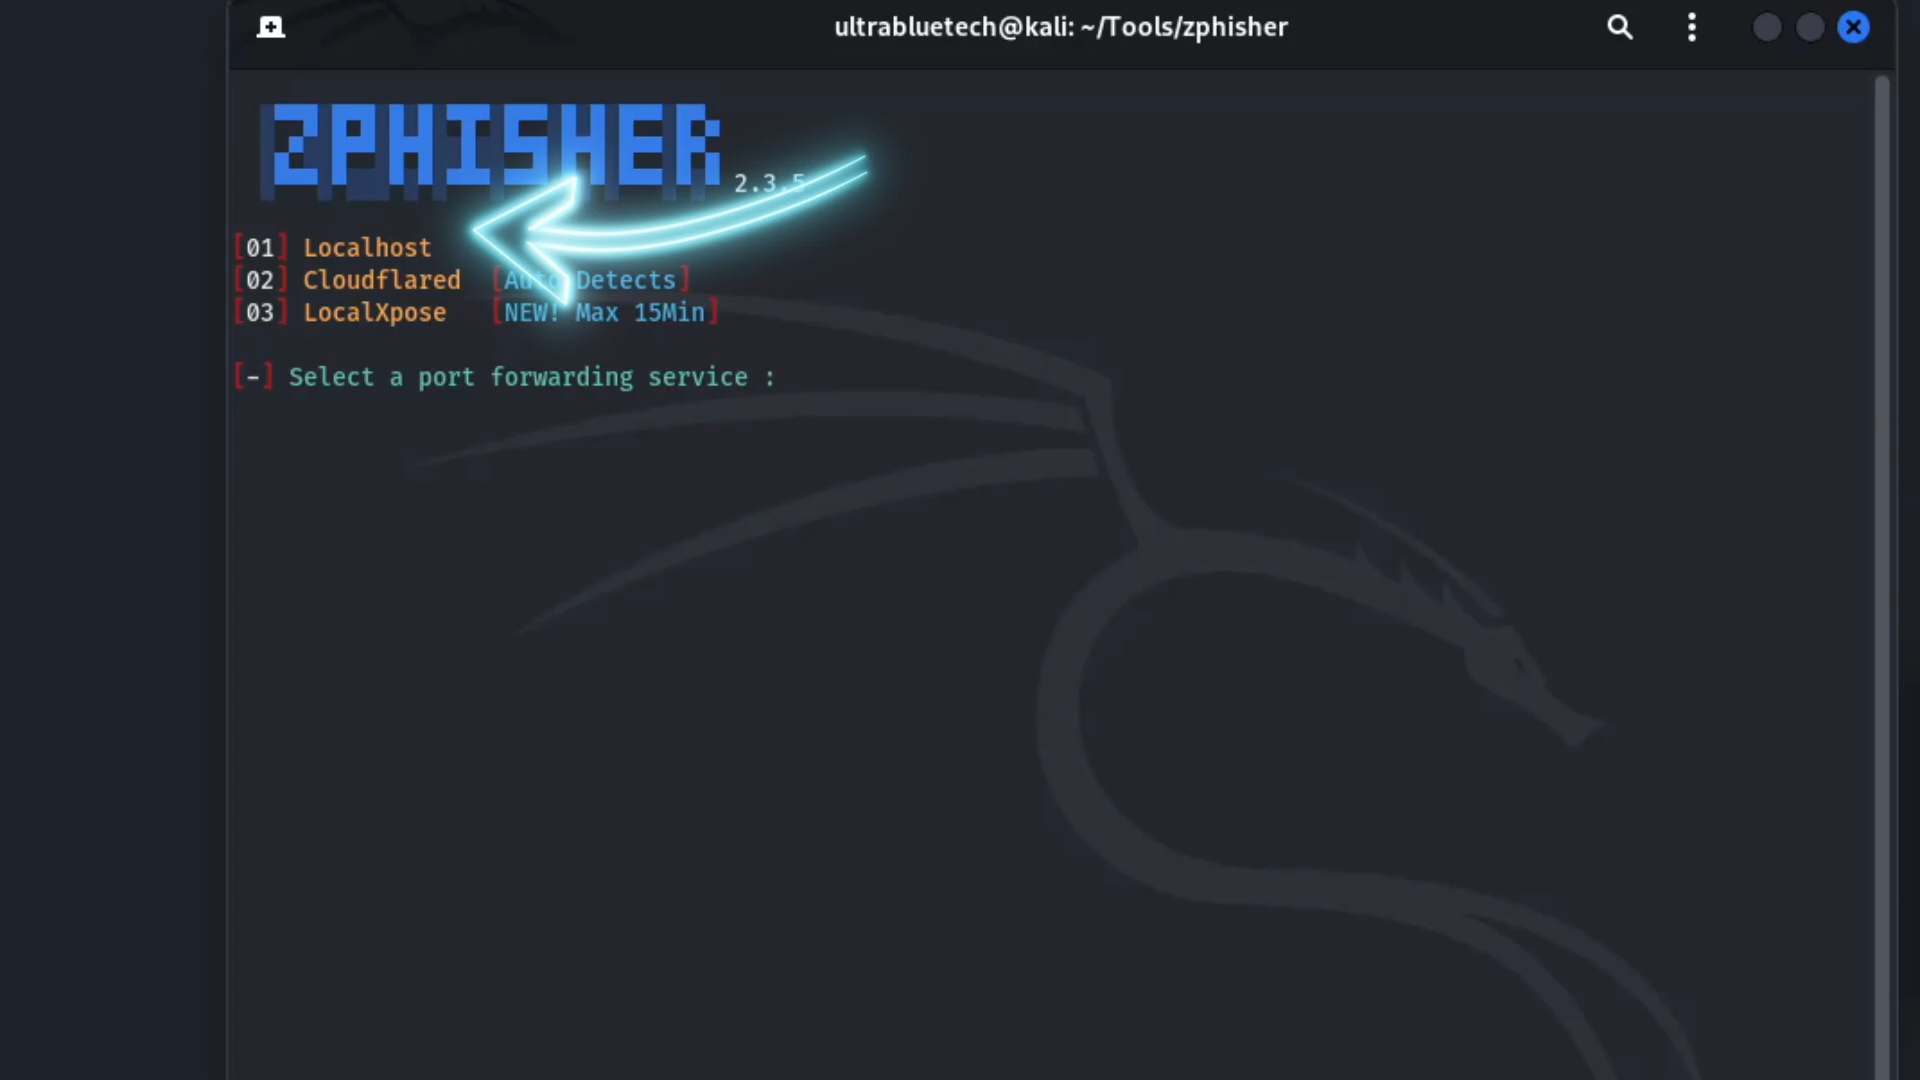 ultrabluetech@kali: ~/Tools/zphisher
ZPHISHER
2.3.5
[01] Localhost
[02] Cloudflared [Auto Detects]
[03] LocalXpose [NEW! Max 15Min]
[-] Select a port forwarding service :